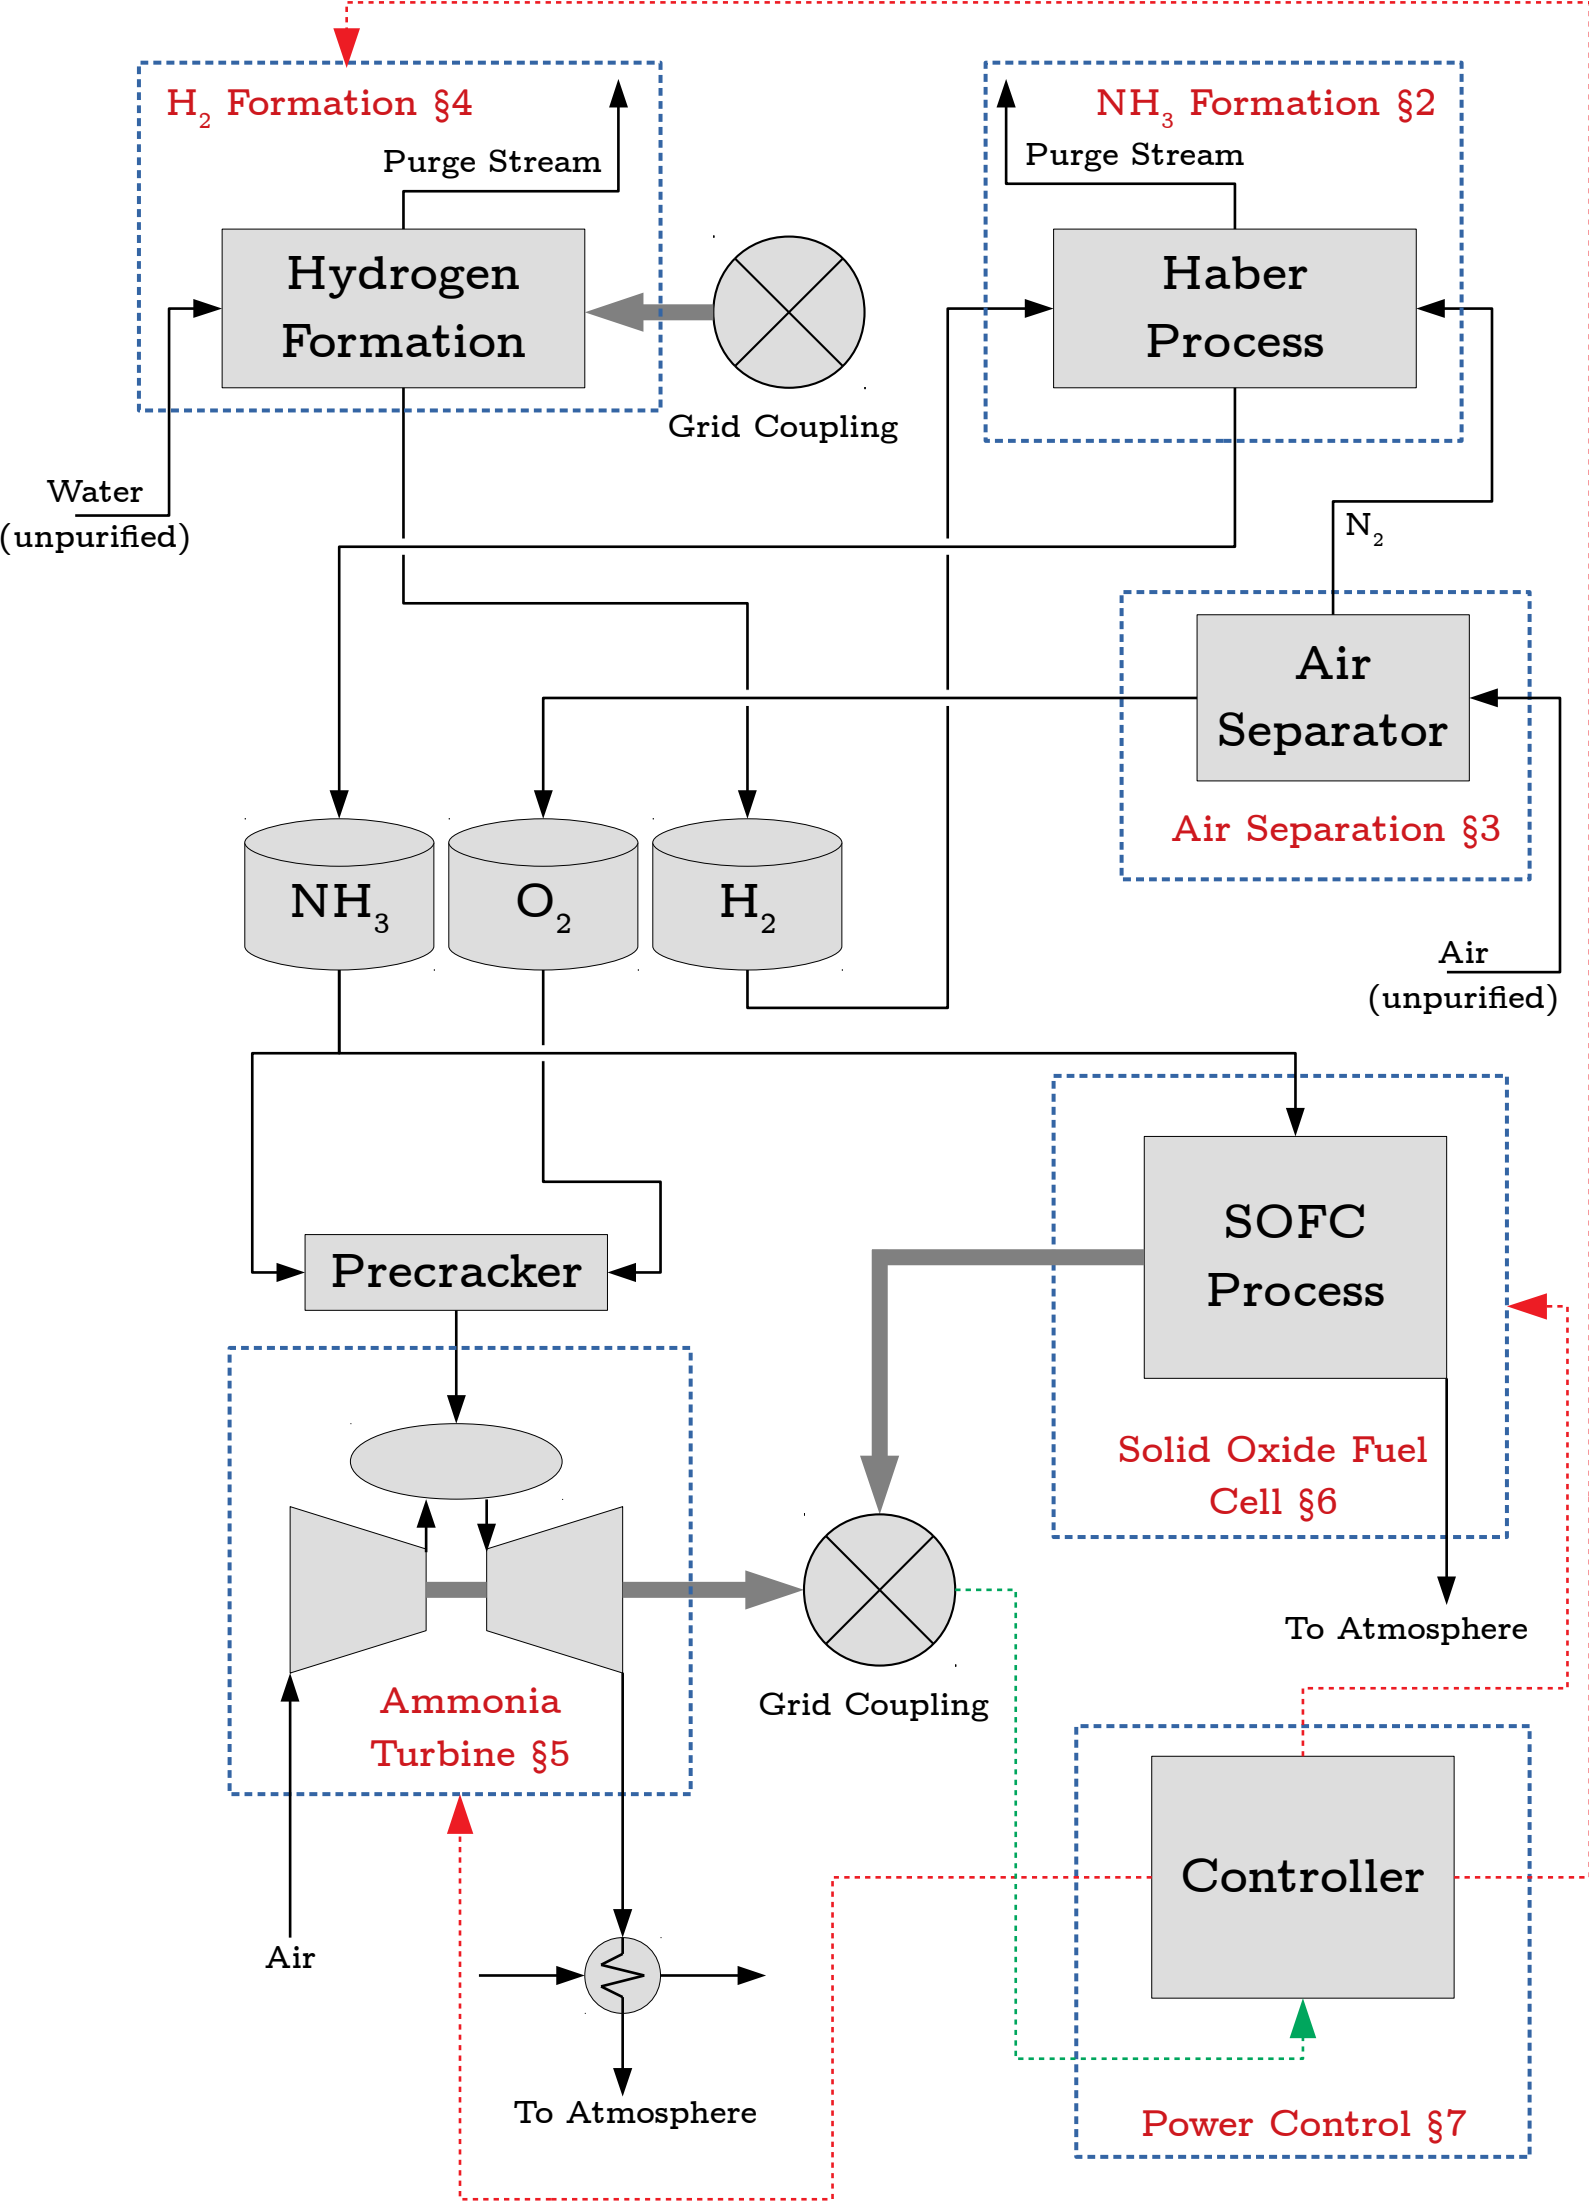 H₂ Formation §4
Purge Stream
Hydrogen
Formation
Grid Coupling
Water
(unpurified)
NH₃ Formation §2
Purge Stream
Haber
Process
N₂
Air
Separator
Air Separation §3
Air
(unpurified)
NH₃
O₂
H₂
Precracker
SOFC
Process
Solid Oxide Fuel
Cell §6
To Atmosphere
Grid Coupling
Ammonia
Turbine §5
Air
To Atmosphere
Controller
Power Control §7